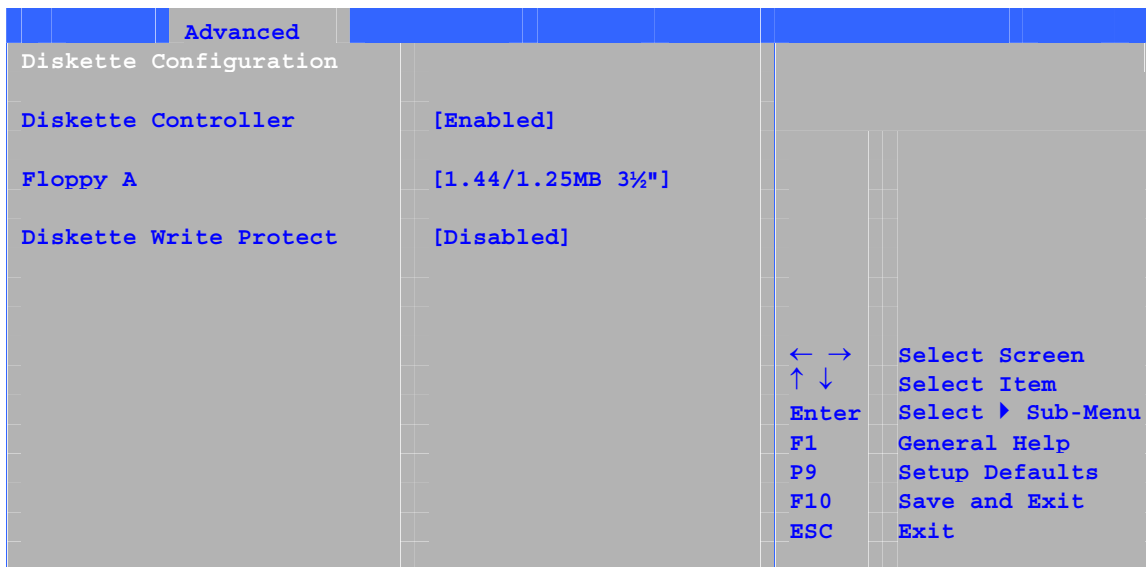 Advanced
Diskette Configuration
Diskette Controller [Enabled]
Floppy A [1.44/1.25MB 3½"]
Diskette Write Protect [Disabled]
← → Select Screen
↑ ↓ Select Item
Enter Select ▶ Sub-Menu
F1 General Help
P9 Setup Defaults
F10 Save and Exit
ESC Exit